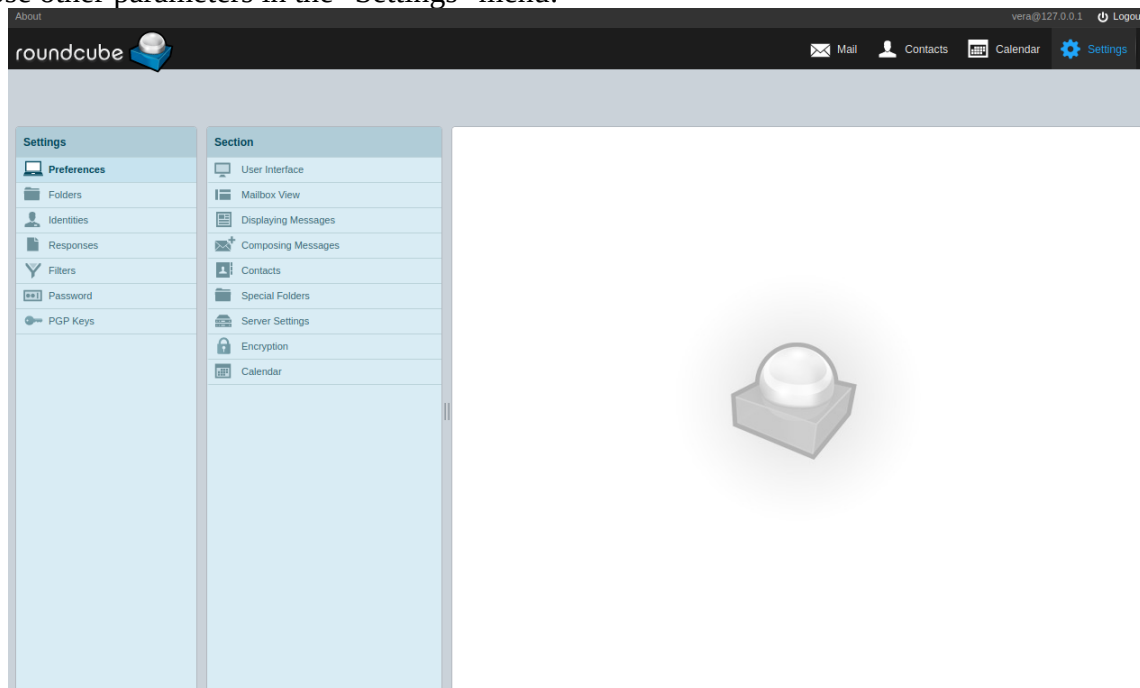 use other parameters in the "Settings" menu.
About
vera@127.0.0.1
Logou
roundcube
Mail
Contacts
Calendar
Settings
Settings
Preferences
Folders
Identities
Responses
Filters
Password
PGP Keys
Section
User Interface
Mailbox View
Displaying Messages
Composing Messages
Contacts
Special Folders
Server Settings
Encryption
Calendar